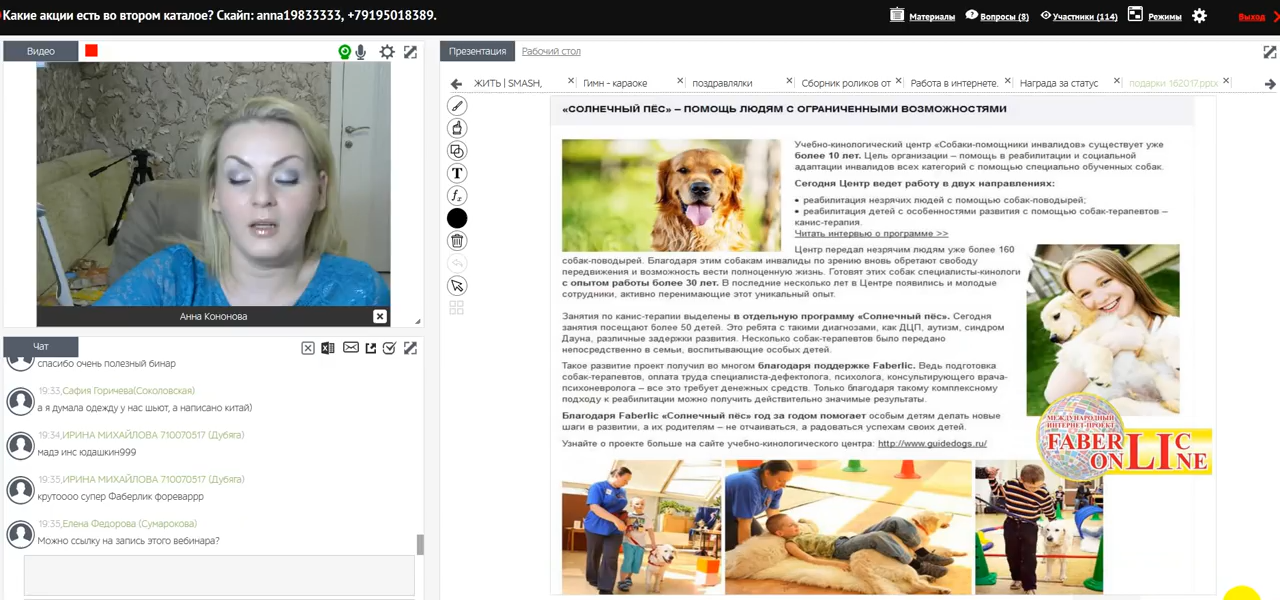 Какие акции есть во втором каталое? Скайп: anna19833333, +79195018389.
Материалы
Вопросы (8)
Участники (114)
Режимы
Выход
Видео
Презентация
Рабочий стол
ЖИТЬ | SMASH,
Гимн - караоке
поздравлялки
Сборник роликов от
Работа в интернете.
Награда за статус
подарки 162017.pptx
Анна Кононова
Чат
спасибо очень полезный бинар
19:33,Сафия Горичева(Соколовская)
а я думала одежду у нас шьют, а написано китай)
19:34,ИРИНА МИХАЙЛОВА 710070517 (Дубяга)
мадэ инс юдашкин999
19:35,ИРИНА МИХАЙЛОВА 710070517 (Дубяга)
крутоооо супер Фаберлик фореваррр
19:35,Елена Федорова (Сумарокова)
Можно ссылку на запись этого вебинара?
T
fx
«СОЛНЕЧНЫЙ ПЁС» – ПОМОЩЬ ЛЮДЯМ С ОГРАНИЧЕННЫМИ ВОЗМОЖНОСТЯМИ
Учебно-кинологический центр «Собаки-помощники инвалидов» существует уже
более 10 лет. Цель организации – помощь в реабилитации и социальной
адаптации инвалидов всех категорий с помощью специально обученных собак.
Сегодня Центр ведет работу в двух направлениях:
• реабилитация незрячих людей с помощью собак-поводырей;
• реабилитация детей с особенностями развития с помощью собак-терапевтов –
канис-терапия.
Читать интервью о программе >>
Центр передал незрячим людям уже более 160
собак-поводырей. Благодаря этим собакам инвалиды по зрению вновь обретают свободу
передвижения и возможность вести полноценную жизнь. Готовят этих собак специалисты-кинологи
с опытом работы более 30 лет. В последние несколько лет в Центре появились и молодые
сотрудники, активно перенимающие этот уникальный опыт.
Занятия по канис-терапии выделены в отдельную программу «Солнечный пёс». Сегодня
занятия посещают более 50 детей. Это ребята с такими диагнозами, как ДЦП, аутизм, синдром
Дауна, различные задержки развития. Несколько собак-терапевтов было передано
непосредственно в семьи, воспитывающие особых детей.
Такое развитие проект получил во многом благодаря поддержке Faberlic. Ведь подготовка
собак-терапевтов, оплата труда специалиста-дефектолога, психолога, консультирующего врача-
психоневролога – все это требует денежных средств. Только благодаря такому комплексному
подходу к реабилитации можно получить действительно значимые результаты.
Благодаря Faberlic «Солнечный пёс» год за годом помогает особым детям делать новые
шаги в развитии, а их родителям – не отчаиваться, а радоваться успехам своих детей.
Узнайте о проекте больше на сайте учебно-кинологического центра: http://www.guidedogs.ru/
МЕЖДУНАРОДНЫЙ
ИНТЕРНЕТ-ПРОЕКТ
FABERLIC
ONLINE